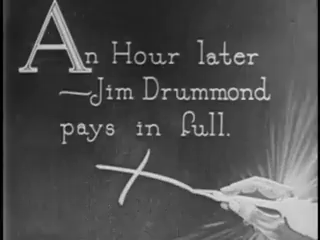 An Hour later
—Jim Drummond
pays in full.